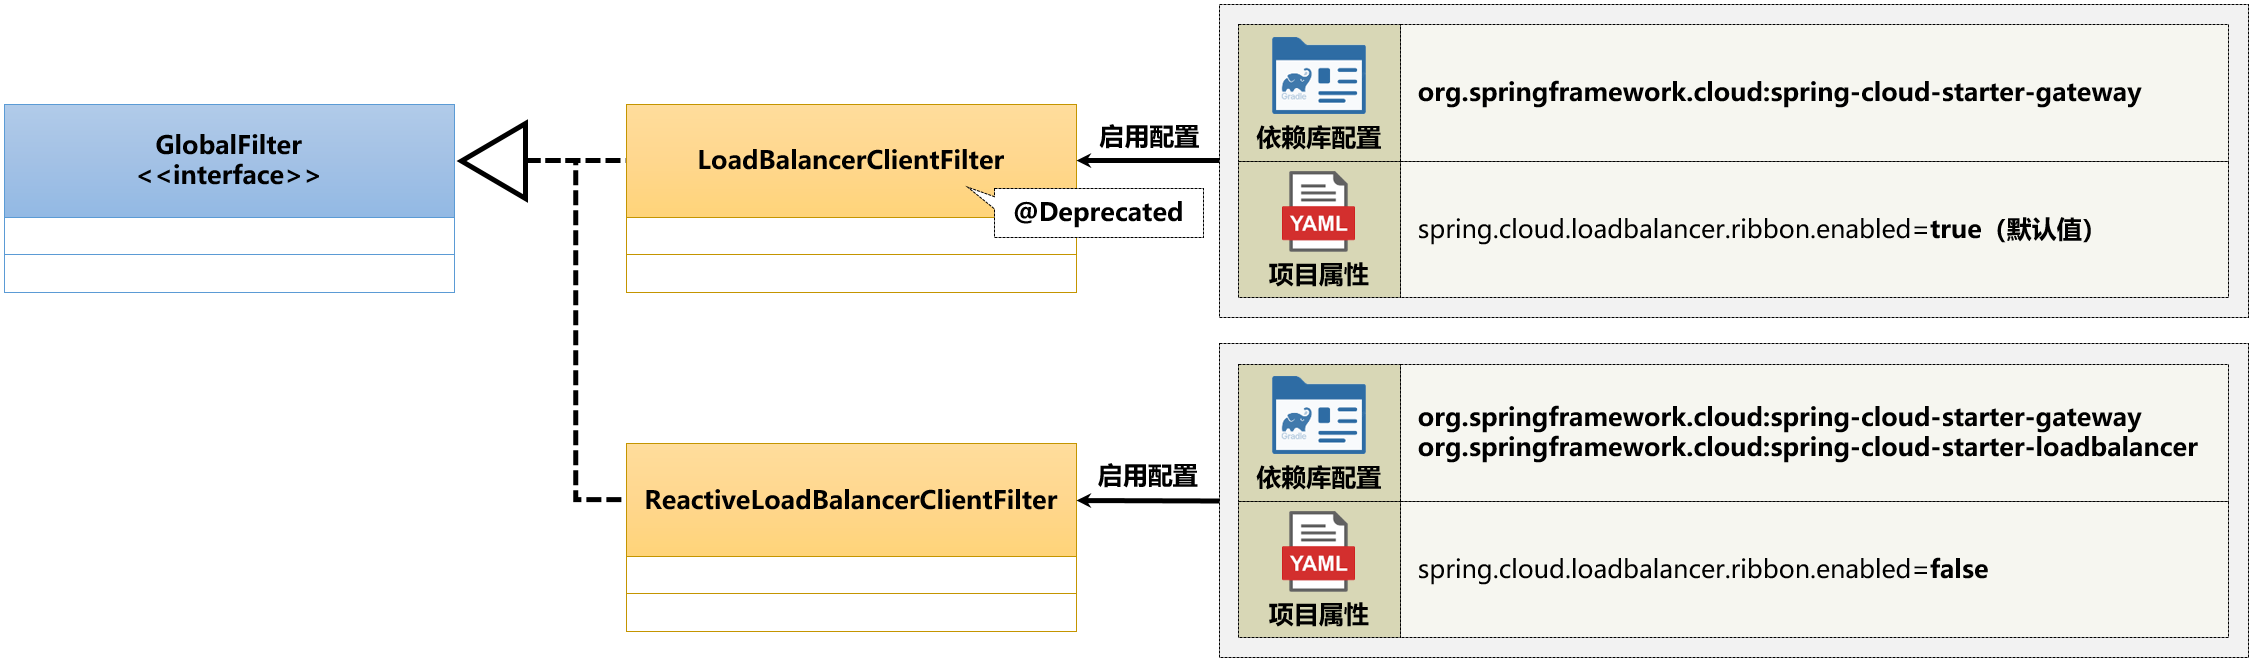 GlobalFilter
<<interface>>
LoadBalancerClientFilter
@Deprecated
启用配置
Gradle
依赖库配置
org.springframework.cloud:spring-cloud-starter-gateway
YAML
项目属性
spring.cloud.loadbalancer.ribbon.enabled=true（默认值）
ReactiveLoadBalancerClientFilter
启用配置
Gradle
依赖库配置
org.springframework.cloud:spring-cloud-starter-gateway
org.springframework.cloud:spring-cloud-starter-loadbalancer
YAML
项目属性
spring.cloud.loadbalancer.ribbon.enabled=false